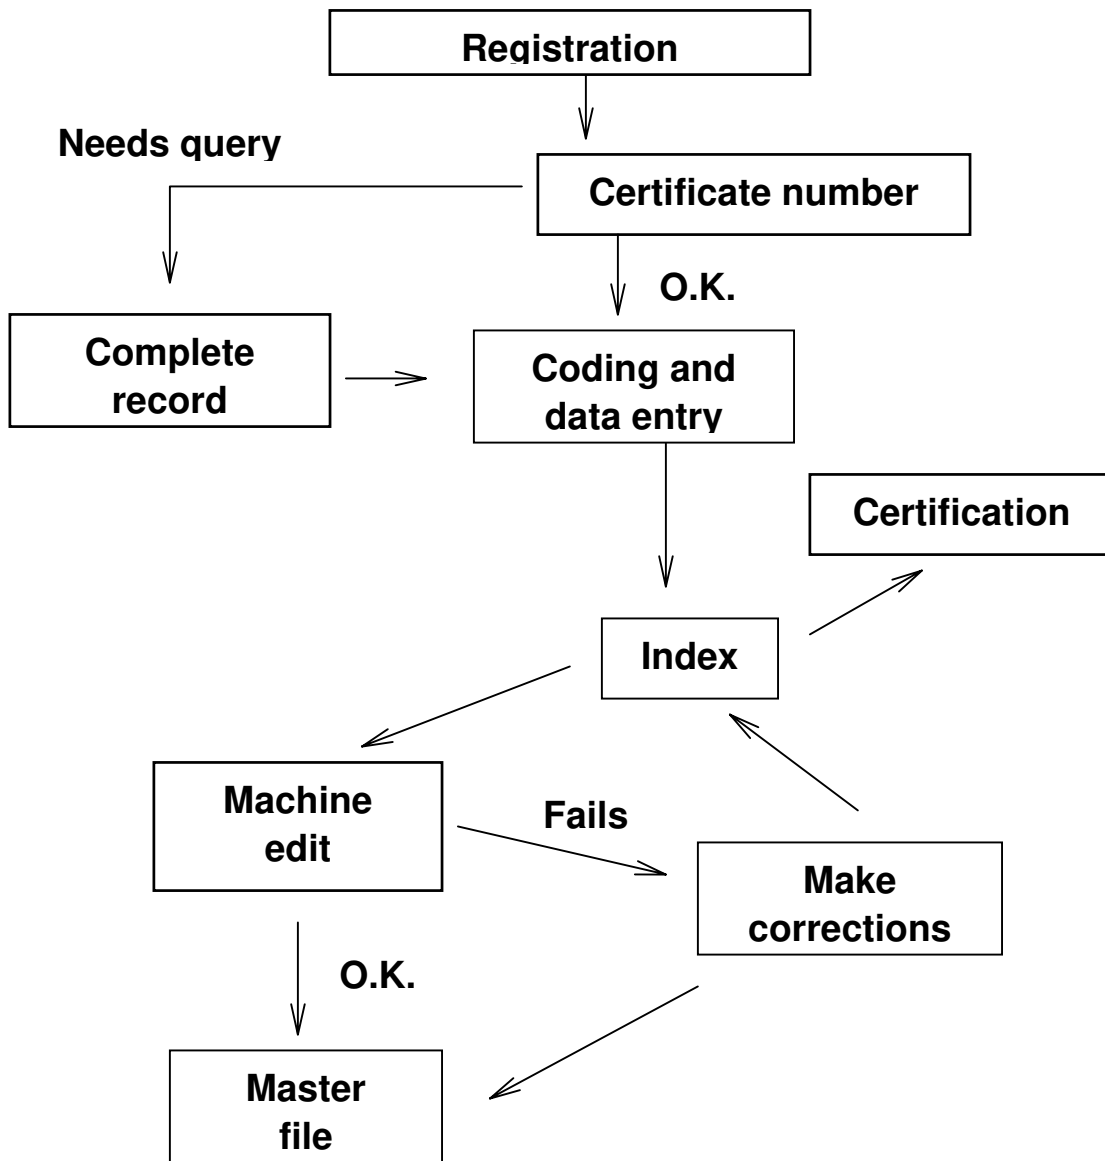 Registration
Needs query
Certificate number
O.K.
Complete
record
Coding and
data entry
Certification
Index
Machine
edit
Fails
Make
corrections
O.K.
Master
file